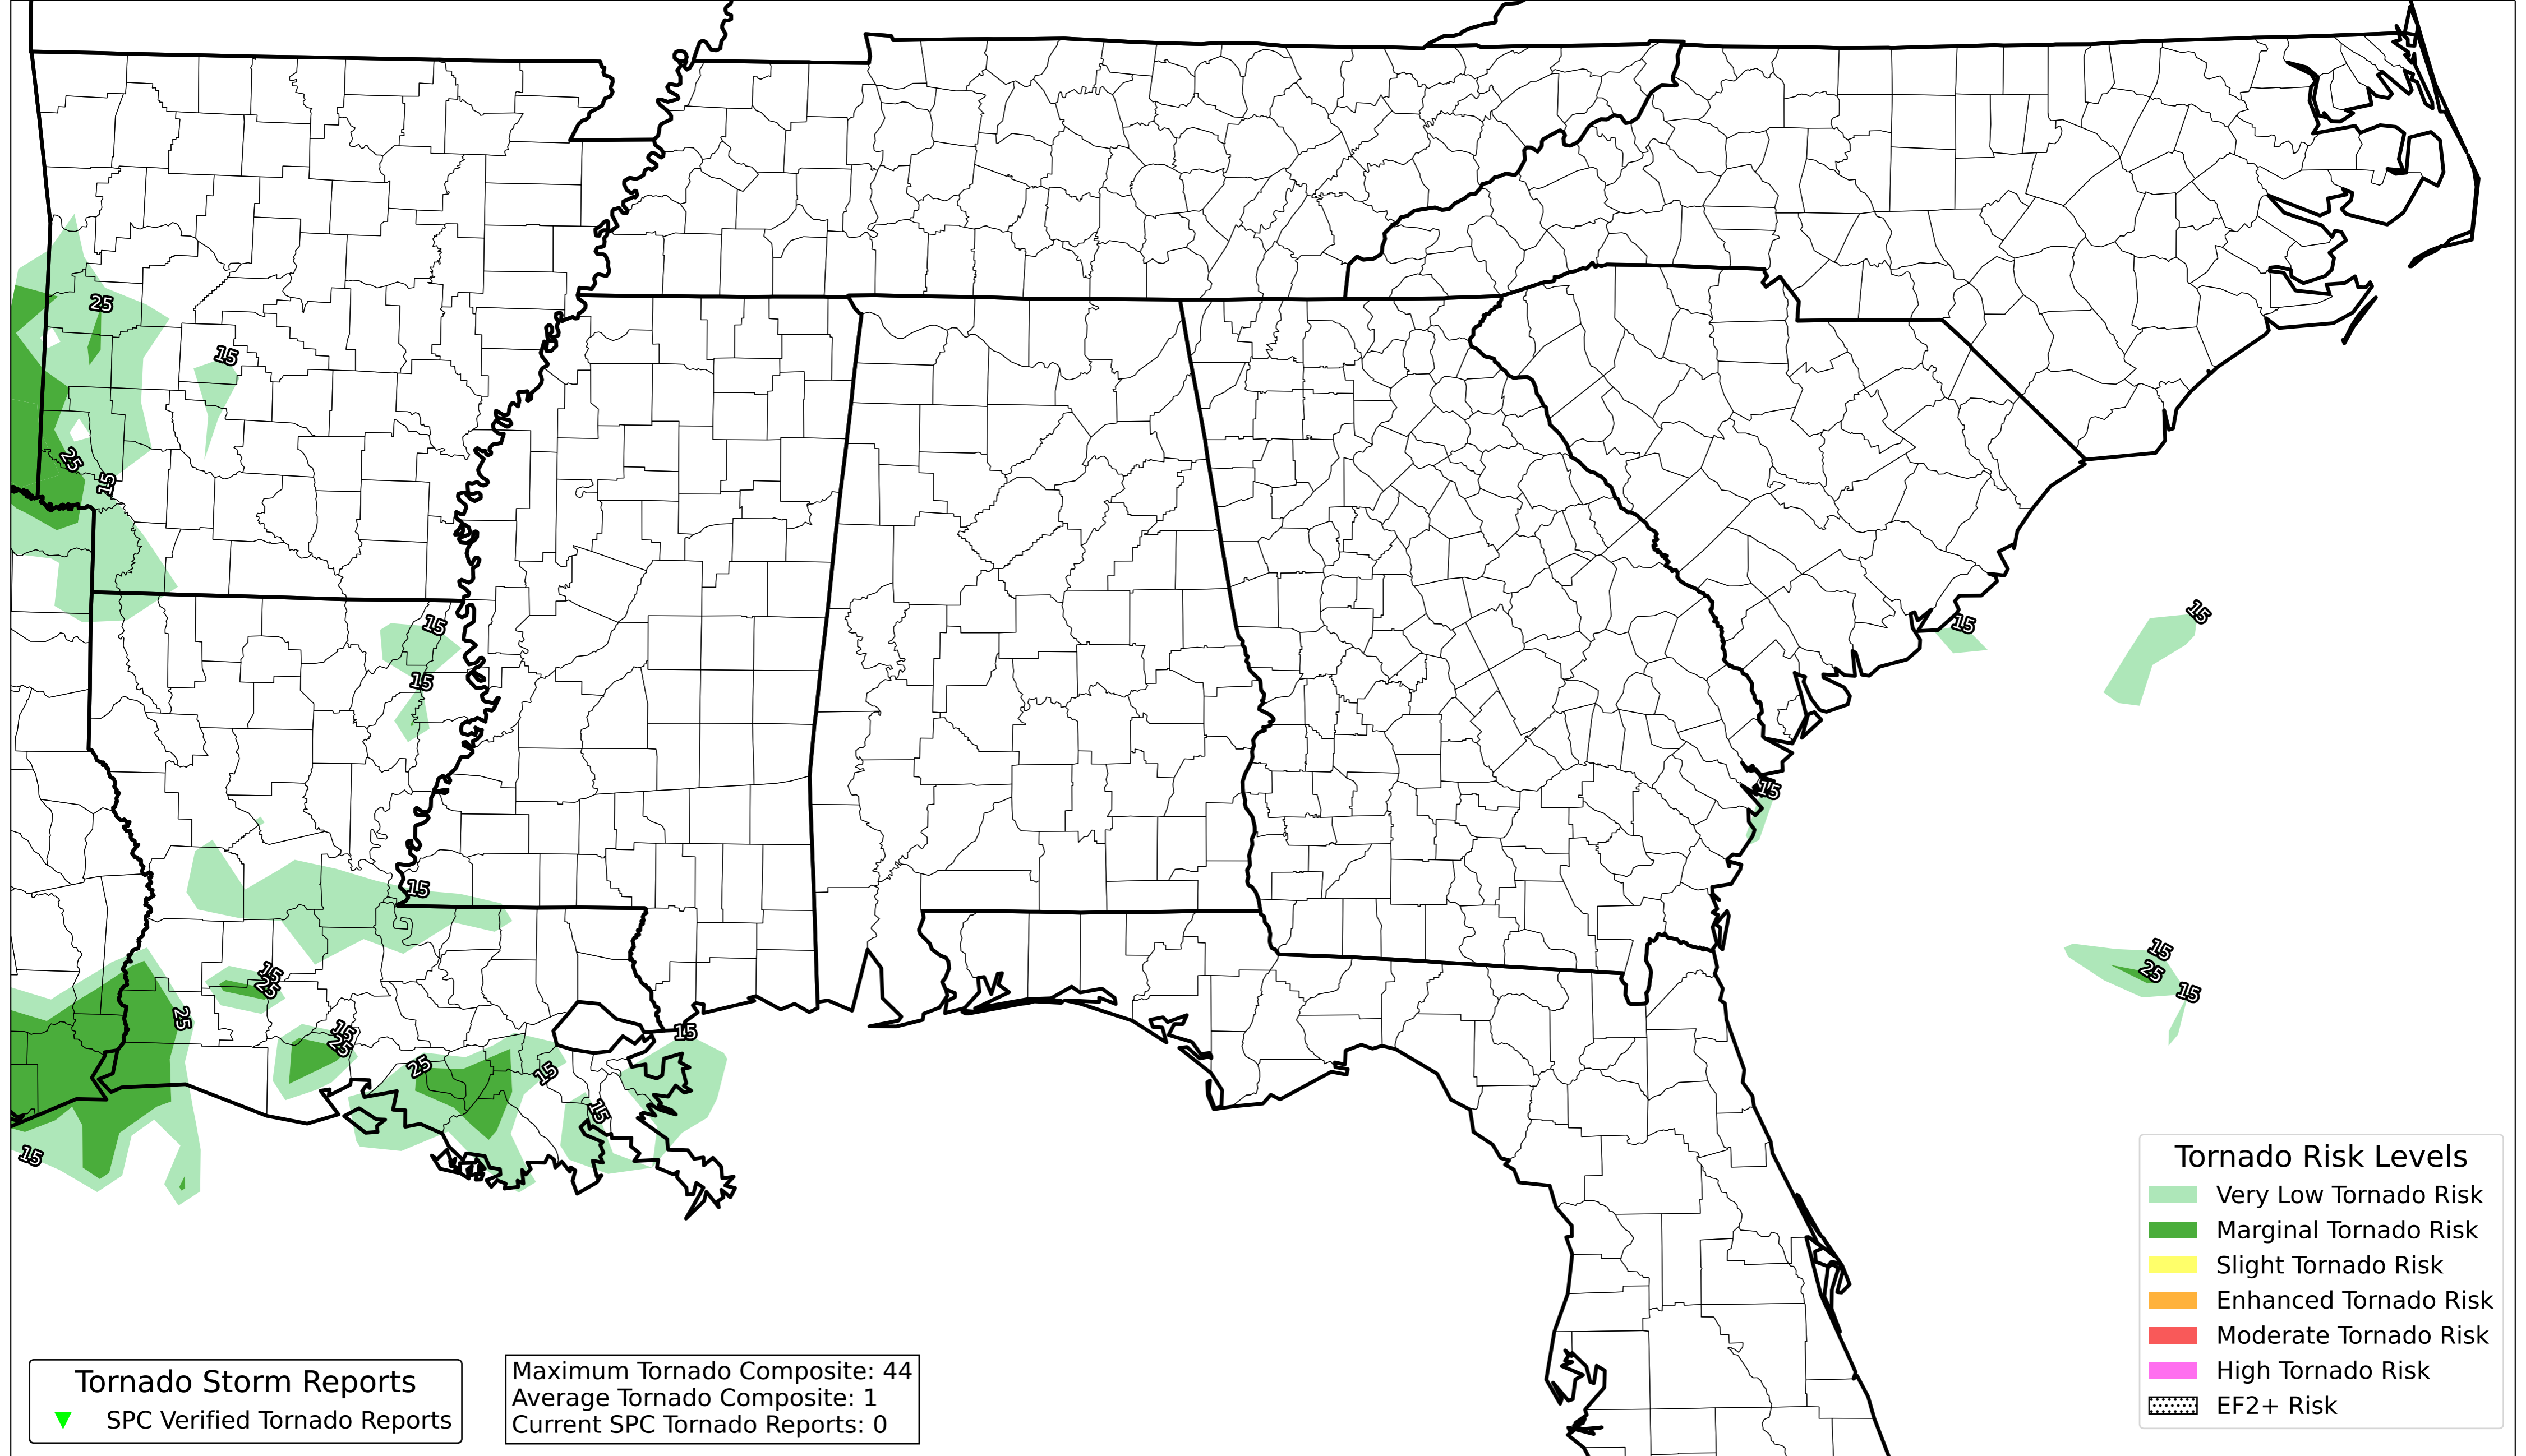 25
15
25
15
15
15
15
15
15
15
15
25
15
25
25
15
25
25
15
15
15
15
25
15
Tornado Risk Levels
Very Low Tornado Risk
Marginal Tornado Risk
Slight Tornado Risk
Enhanced Tornado Risk
Moderate Tornado Risk
High Tornado Risk
EF2+ Risk
Tornado Storm Reports
SPC Verified Tornado Reports
Maximum Tornado Composite: 44
Average Tornado Composite: 1
Current SPC Tornado Reports: 0